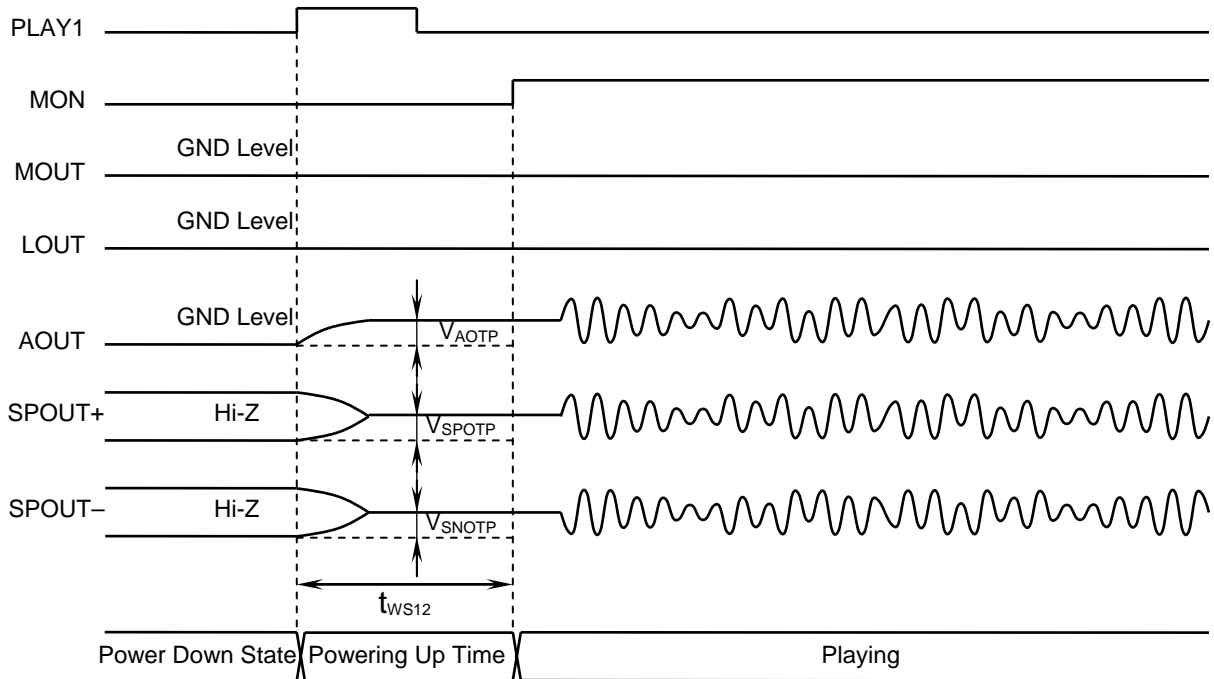 PLAY1
MON
GND Level
MOUT
GND Level
LOUT
GND Level
AOUT
VAOTP
SPOUT+
Hi-Z
VSPOTP
SPOUT–
Hi-Z
VSNOTP
tWS12
Power Down State Powering Up Time Playing